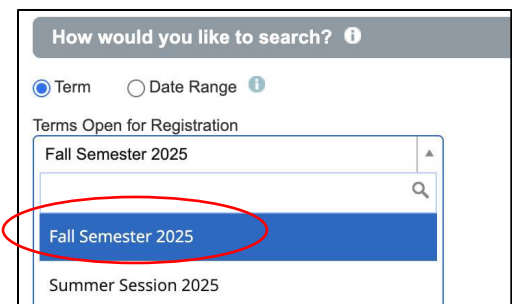 How would you like to search?
Term Date Range
Terms Open for Registration
Fall Semester 2025
Fall Semester 2025
Summer Session 2025